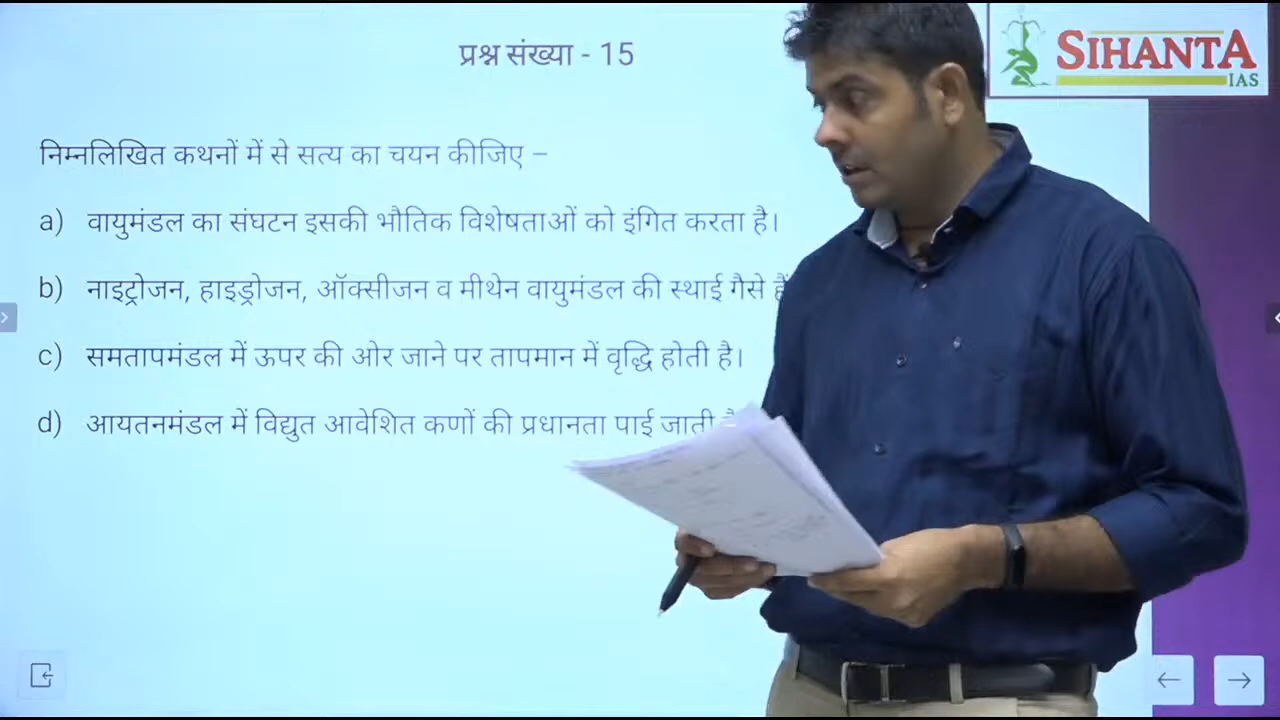 प्रश्न संख्या - 15
SIHANTA
IAS
निम्नलिखित कथनों में से सत्य का चयन कीजिए –
a) वायुमंडल का संघटन इसकी भौतिक विशेषताओं को इंगित करता है।
b) नाइट्रोजन, हाइड्रोजन, ऑक्सीजन व मीथेन वायुमंडल की स्थाई गैसे हैं
c) समतापमंडल में ऊपर की ओर जाने पर तापमान में वृद्धि होती है।
d) आयतनमंडल में विद्युत आवेशित कणों की प्रधानता पाई जाती